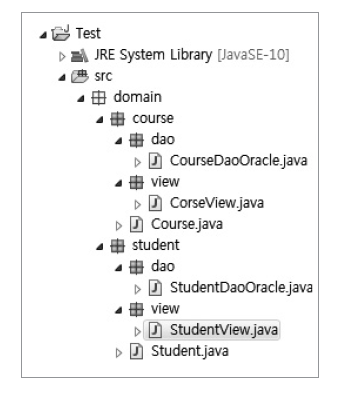 Test
JRE System Library [JavaSE-10]
src
domain
course
dao
CourseDaoOracle.java
view
CorseView.java
Course.java
student
dao
StudentDaoOracle.java
view
StudentView.java
Student.java